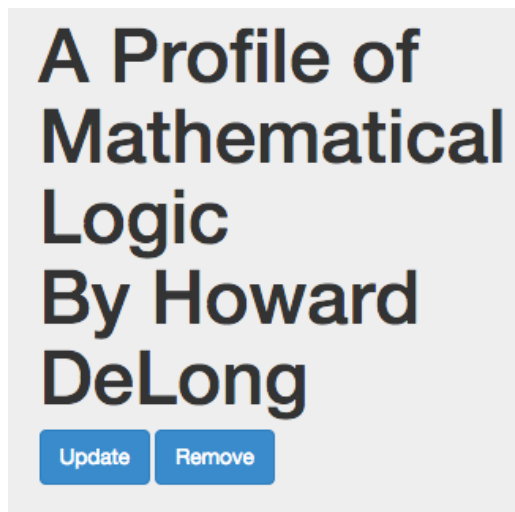 A Profile of
Mathematical
Logic
By Howard
DeLong
Update Remove